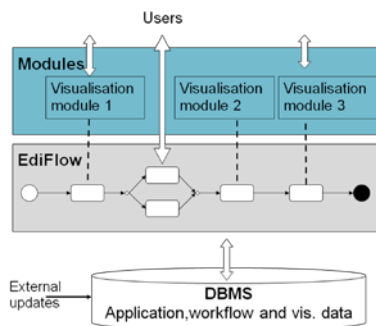 Users
Modules
Visualisation
module 1
Visualisation
module 2
Visualisation
module 3
EdiFlow
External
updates
DBMS
Application,workflow and vis. data